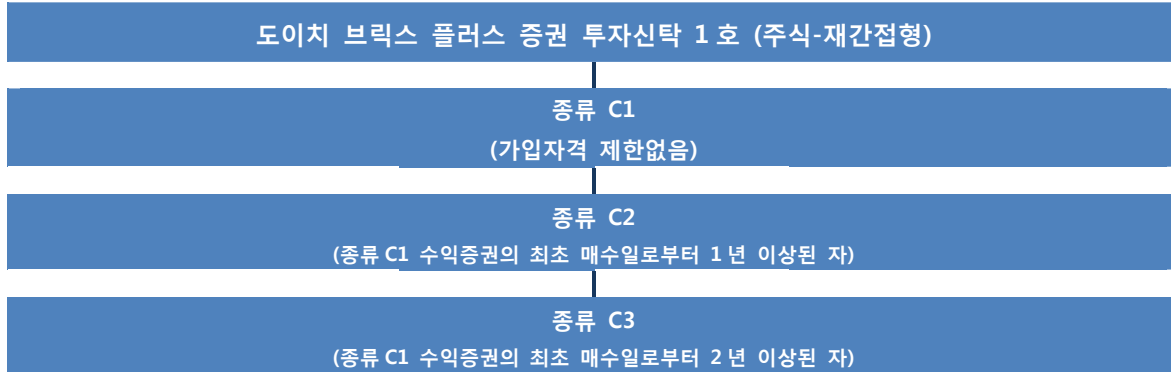 도이치 브릭스 플러스 증권 투자신탁 1호 (주식-재간접형)
종류 C1
(가입자격 제한없음)
종류 C2
(종류 C1 수익증권의 최초 매수일로부터 1년 이상된 자)
종류 C3
(종류 C1 수익증권의 최초 매수일로부터 2년 이상된 자)